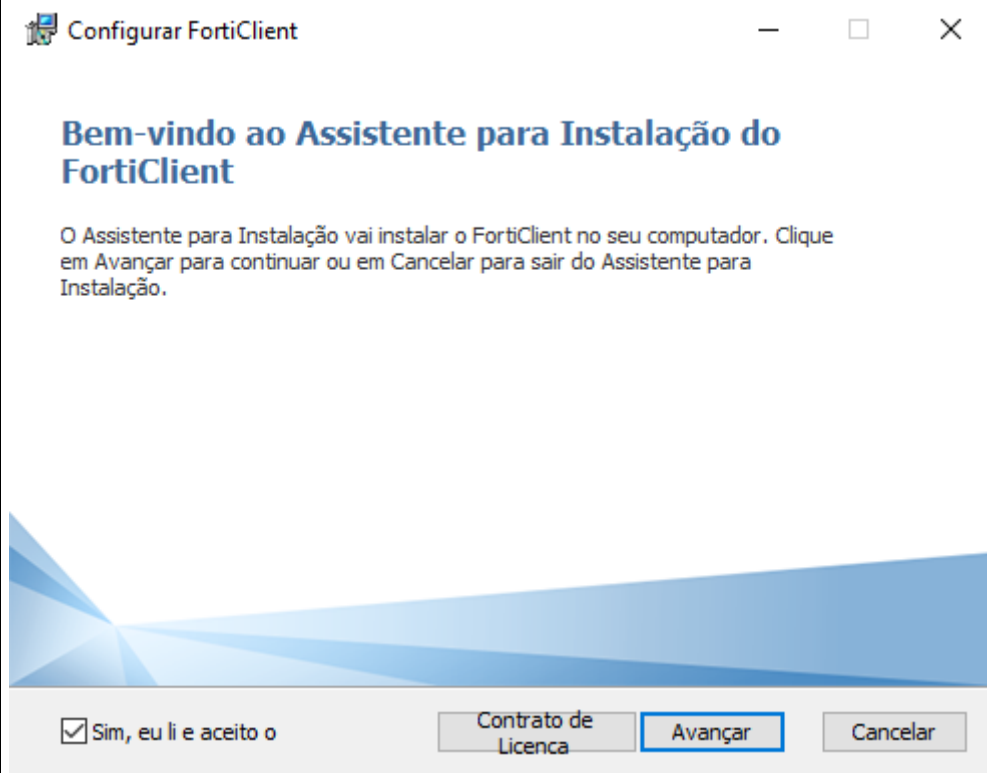 Configurar FortiClient
Bem-vindo ao Assistente para Instalação do
FortiClient
O Assistente para Instalação vai instalar o FortiClient no seu computador. Clique
em Avançar para continuar ou em Cancelar para sair do Assistente para
Instalação.
Sim, eu li e aceito o
Contrato de
Licenca
Avançar
Cancelar